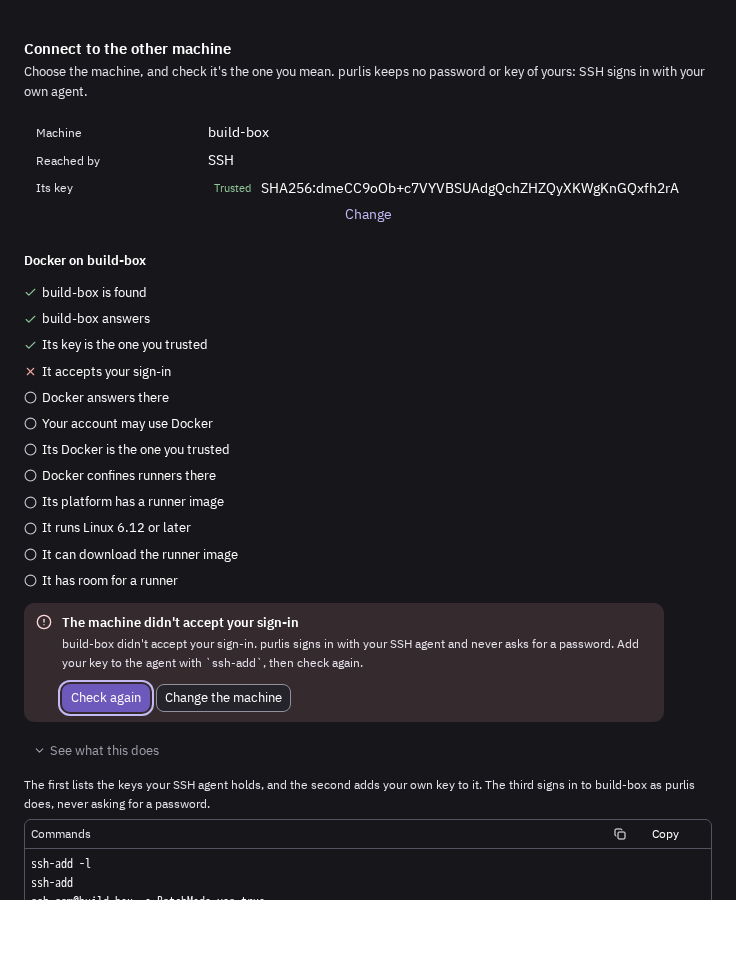 Connect to the other machine
Choose the machine, and check it's the one you mean. purlis keeps no password or key of yours: SSH signs in with your
own agent.
Machine build-box
Reached by SSH
Its key Trusted SHA256:dmeCC9oOb+c7VYVBSUAdgQchZHZQyXKWgKnGQxfh2rA
Change
Docker on build-box
build-box is found
build-box answers
Its key is the one you trusted
It accepts your sign-in
Docker answers there
Your account may use Docker
Its Docker is the one you trusted
Docker confines runners there
Its platform has a runner image
It runs Linux 6.12 or later
It can download the runner image
It has room for a runner
The machine didn't accept your sign-in
build-box didn't accept your sign-in. purlis signs in with your SSH agent and never asks for a password. Add
your key to the agent with `ssh-add`, then check again.
Check again Change the machine
See what this does
The first lists the keys your SSH agent holds, and the second adds your own key to it. The third signs in to build-box as purlis
does, never asking for a password.
Commands Copy
ssh-add -l
ssh-add